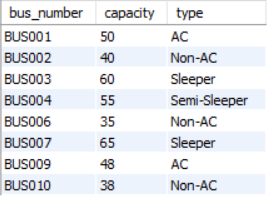 bus_number capacity type
BUS001 50 AC
BUS002 40 Non-AC
BUS003 60 Sleeper
BUS004 55 Semi-Sleeper
BUS006 35 Non-AC
BUS007 65 Sleeper
BUS009 48 AC
BUS010 38 Non-AC